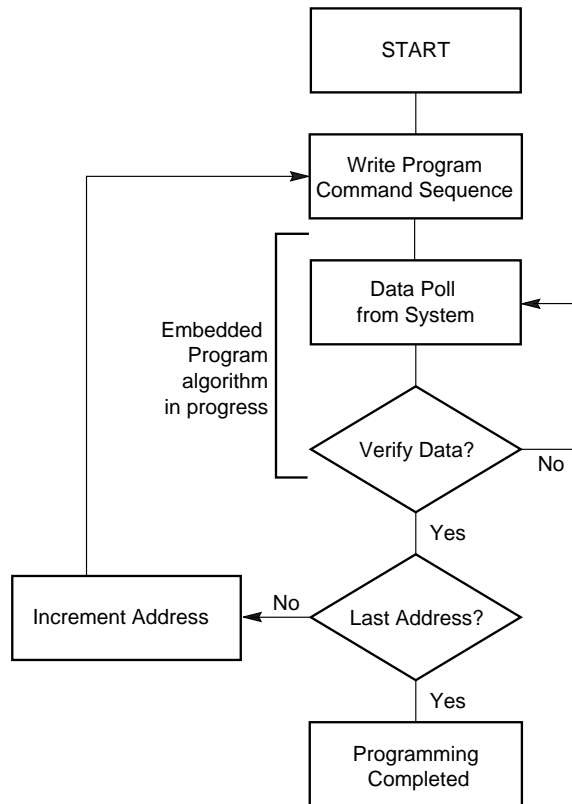 START
Write Program
Command Sequence
Data Poll
from System
Embedded
Program
algorithm
in progress
Verify Data?
No
Yes
Last Address?
No
Increment Address
Yes
Programming
Completed